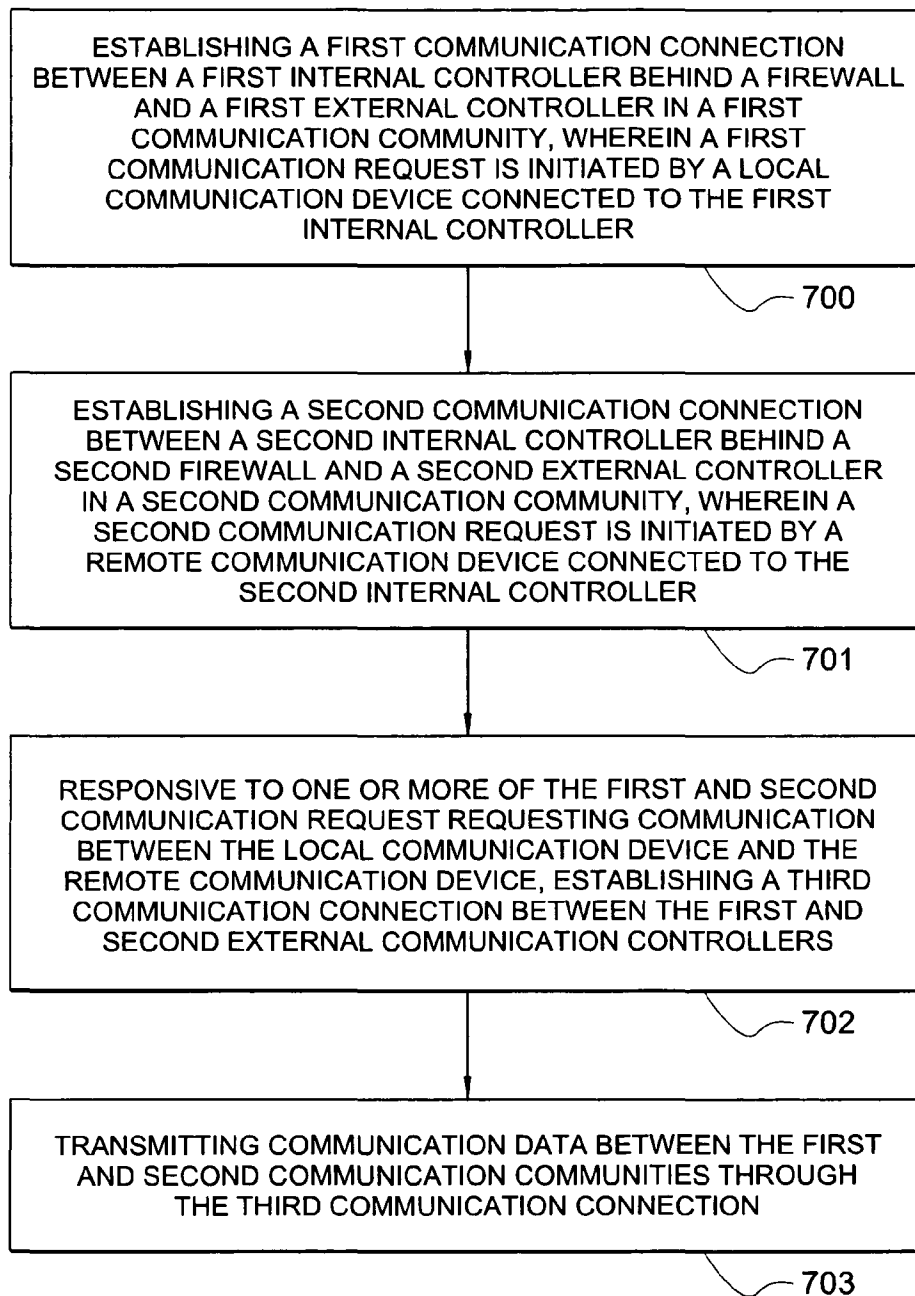 ESTABLISHING A FIRST COMMUNICATION CONNECTION
BETWEEN A FIRST INTERNAL CONTROLLER BEHIND A FIREWALL
AND A FIRST EXTERNAL CONTROLLER IN A FIRST
COMMUNICATION COMMUNITY, WHEREIN A FIRST
COMMUNICATION REQUEST IS INITIATED BY A LOCAL
COMMUNICATION DEVICE CONNECTED TO THE FIRST
INTERNAL CONTROLLER
700
ESTABLISHING A SECOND COMMUNICATION CONNECTION
BETWEEN A SECOND INTERNAL CONTROLLER BEHIND A
SECOND FIREWALL AND A SECOND EXTERNAL CONTROLLER
IN A SECOND COMMUNICATION COMMUNITY, WHEREIN A
SECOND COMMUNICATION REQUEST IS INITIATED BY A
REMOTE COMMUNICATION DEVICE CONNECTED TO THE
SECOND INTERNAL CONTROLLER
701
RESPONSIVE TO ONE OR MORE OF THE FIRST AND SECOND
COMMUNICATION REQUEST REQUESTING COMMUNICATION
BETWEEN THE LOCAL COMMUNICATION DEVICE AND THE
REMOTE COMMUNICATION DEVICE, ESTABLISHING A THIRD
COMMUNICATION CONNECTION BETWEEN THE FIRST AND
SECOND EXTERNAL COMMUNICATION CONTROLLERS
702
TRANSMITTING COMMUNICATION DATA BETWEEN THE FIRST
AND SECOND COMMUNICATION COMMUNITIES THROUGH
THE THIRD COMMUNICATION CONNECTION
703